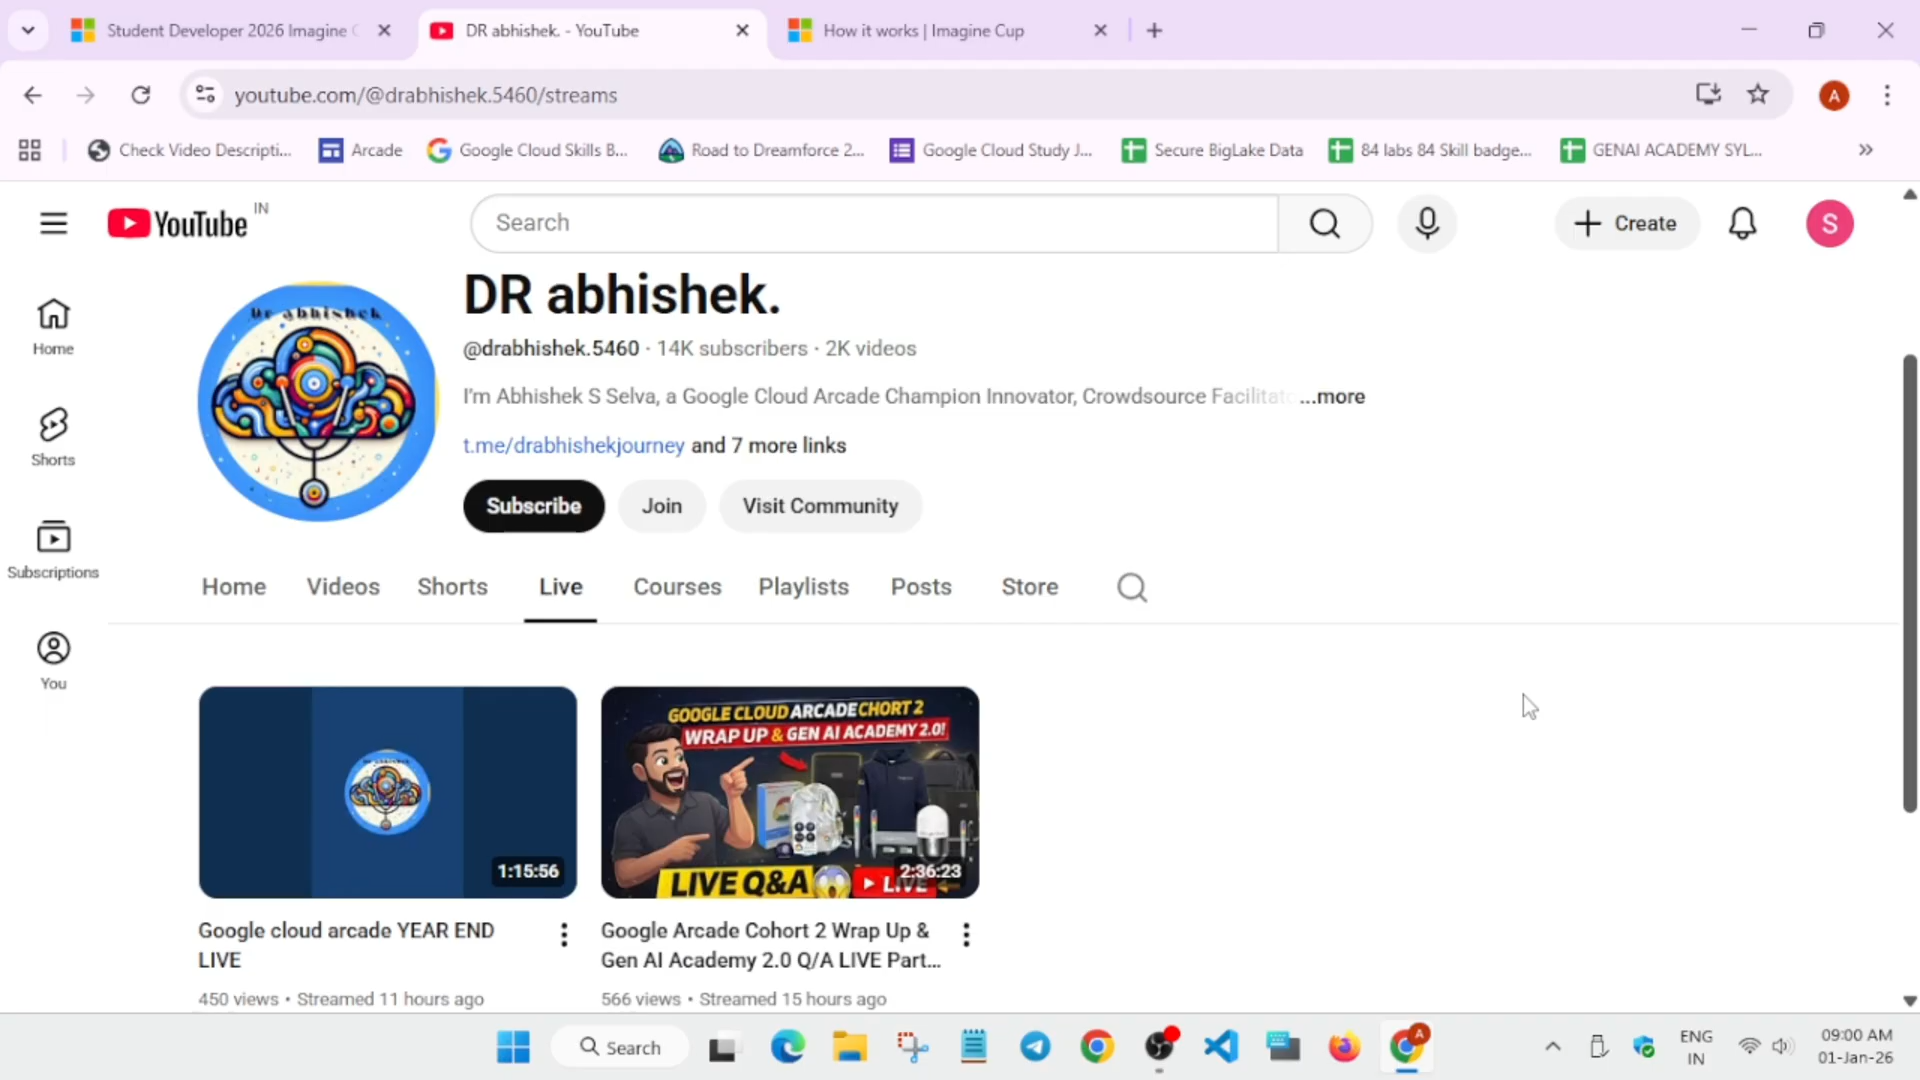 Student Developer 2026 Imagine C
DR abhishek. - YouTube
How it works | Imagine Cup
youtube.com/@drabhishek.5460/streams
A
Check Video Descripti...
Arcade
Google Cloud Skills B...
Road to Dreamforce 2...
Google Cloud Study J...
Secure BigLake Data
84 labs 84 Skill badge...
GENAI ACADEMY SYL...
YouTube IN
Search
Create
S
Home
Shorts
Subscriptions
You
Dr abhishek
DR abhishek.
@drabhishek.5460 · 14K subscribers · 2K videos
I'm Abhishek S Selva, a Google Cloud Arcade Champion Innovator, Crowdsource Facilitato ...more
t.me/drabhishekjourney and 7 more links
Subscribe
Join
Visit Community
Home
Videos
Shorts
Live
Courses
Playlists
Posts
Store
1:15:56
GOOGLE CLOUD ARCADE CHORT 2
WRAP UP & GEN AI ACADEMY 2.0!
LIVE Q&A
LIVE
2:36:23
Google cloud arcade YEAR END
LIVE
450 views • Streamed 11 hours ago
Google Arcade Cohort 2 Wrap Up &
Gen AI Academy 2.0 Q/A LIVE Part...
566 views • Streamed 15 hours ago
Search
A
ENG
IN
09:00 AM
01-Jan-26